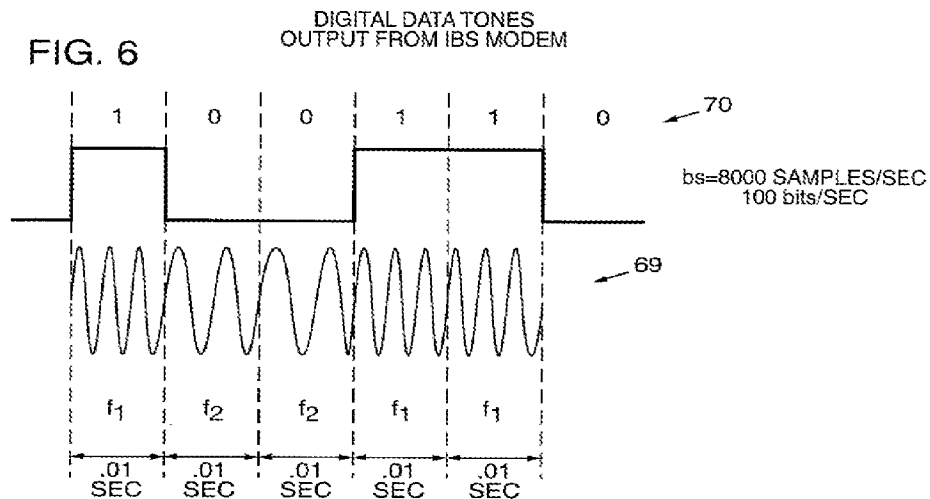 DIGITAL DATA TONES
OUTPUT FROM IBS MODEM
FIG. 6
1 0 0 1 1 0
70
bs=8000 SAMPLES/SEC
100 bits/SEC
69
f1 f2 f2 f1 f1
.01 .01 .01 .01 .01
SEC SEC SEC SEC SEC